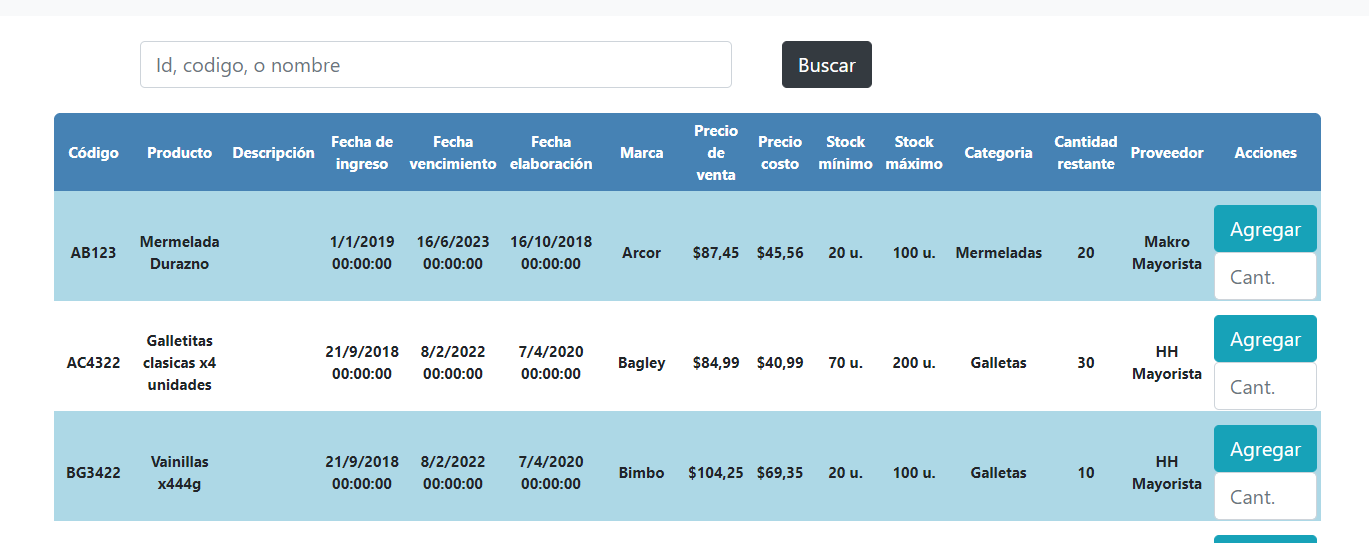 Id, codigo, o nombre
Buscar
Código Producto Descripción Fecha de ingreso Fecha vencimiento Fecha elaboración Marca Precio de venta Precio costo Stock mínimo Stock máximo Categoria Cantidad restante Proveedor Acciones
AB123 Mermelada Durazno 1/1/2019 00:00:00 16/6/2023 00:00:00 16/10/2018 00:00:00 Arcor $87,45 $45,56 20 u. 100 u. Mermeladas 20 Makro Mayorista Agregar
Cant.
AC4322 Galletitas clasicas x4 unidades 21/9/2018 00:00:00 8/2/2022 00:00:00 7/4/2020 00:00:00 Bagley $84,99 $40,99 70 u. 200 u. Galletas 30 HH Mayorista Agregar
Cant.
BG3422 Vainillas x444g 21/9/2018 00:00:00 8/2/2022 00:00:00 7/4/2020 00:00:00 Bimbo $104,25 $69,35 20 u. 100 u. Galletas 10 HH Mayorista Agregar
Cant.